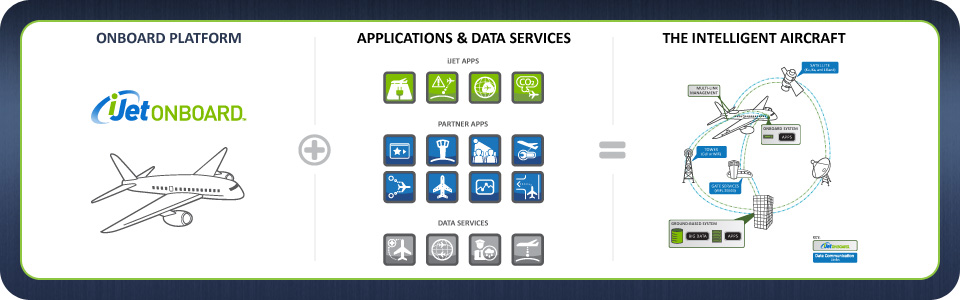 ONBOARD PLATFORM
iJet ONBOARD
APPLICATIONS & DATA SERVICES
iJET APPS
CO2
PARTNER APPS
DATA SERVICES
THE INTELLIGENT AIRCRAFT
SATELLITE
MULTI-LINK
MANAGEMENT
ONBOARD SYSTEM
APPS
TOWER
GATE SERVICES
GROUND-BASED SYSTEM
BIG DATA
APPS
iJet ONBOARD
Data Communication